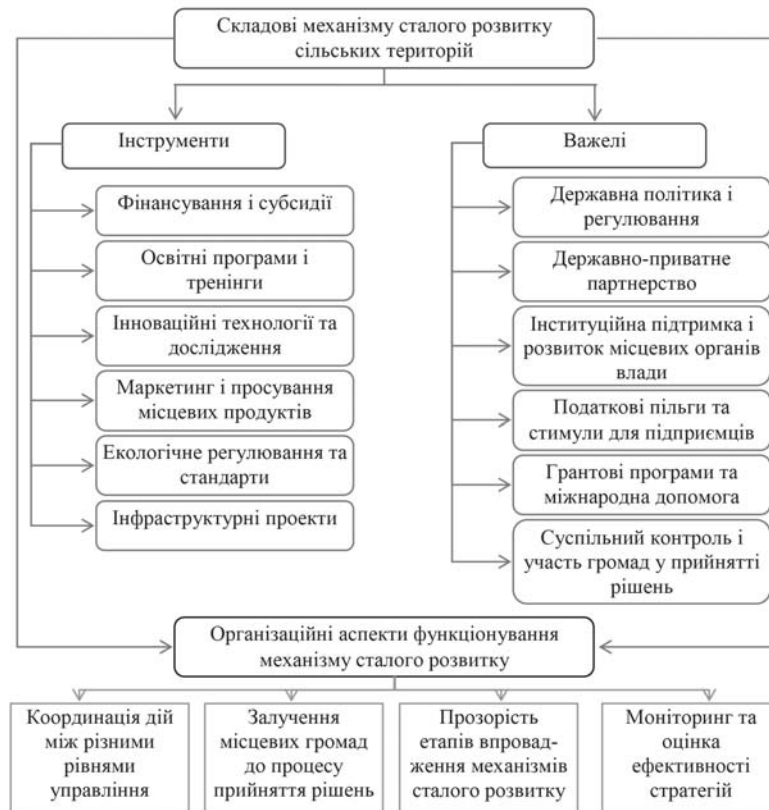 Складові механізму сталого розвитку
сільських територій
Інструменти
Фінансування і субсидії
Освітні програми і
тренінги
Інноваційні технології та
дослідження
Маркетинг і просування
місцевих продуктів
Екологічне регулювання та
стандарти
Інфраструктурні проекти
Важелі
Державна політика і
регулювання
Державно-приватне
партнерство
Інституційна підтримка і
розвиток місцевих органів
влади
Податкові пільги та
стимули для підприємців
Грантові програми та
міжнародна допомога
Суспільний контроль і
участь громад у прийнятті
рішень
Організаційні аспекти функціонування
механізму сталого розвитку
Координація дій
між різними
рівнями
управління
Залучення
місцевих громад
до процесу
прийняття рішень
Прозорість
етапів впровад-
ження механізмів
сталого розвитку
Моніторинг та
оцінка
ефективності
стратегій